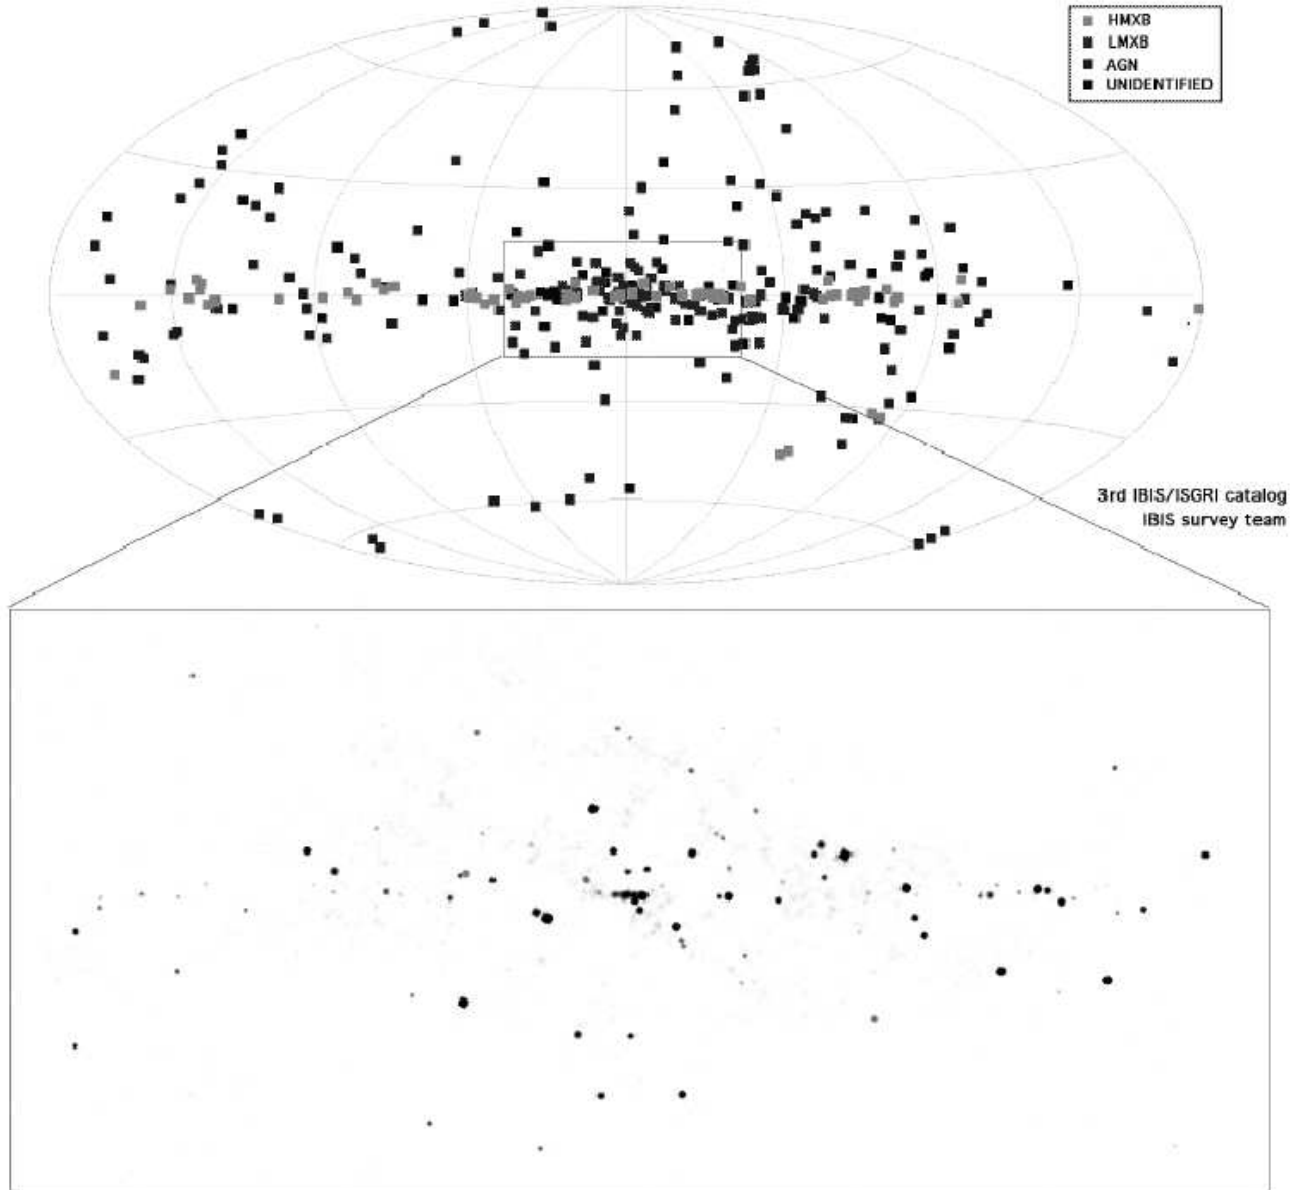 HMXB
LMXB
AGN
UNIDENTIFIED
3rd IBIS/ISGRI catalog
IBIS survey team